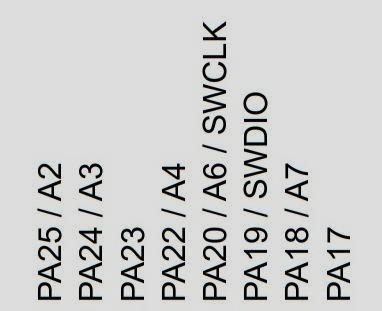 PA25 / A2
PA24 / A3
PA23
PA22 / A4
PA20 / A6 / SWCLK
PA19 / SWDIO
PA18 / A7
PA17